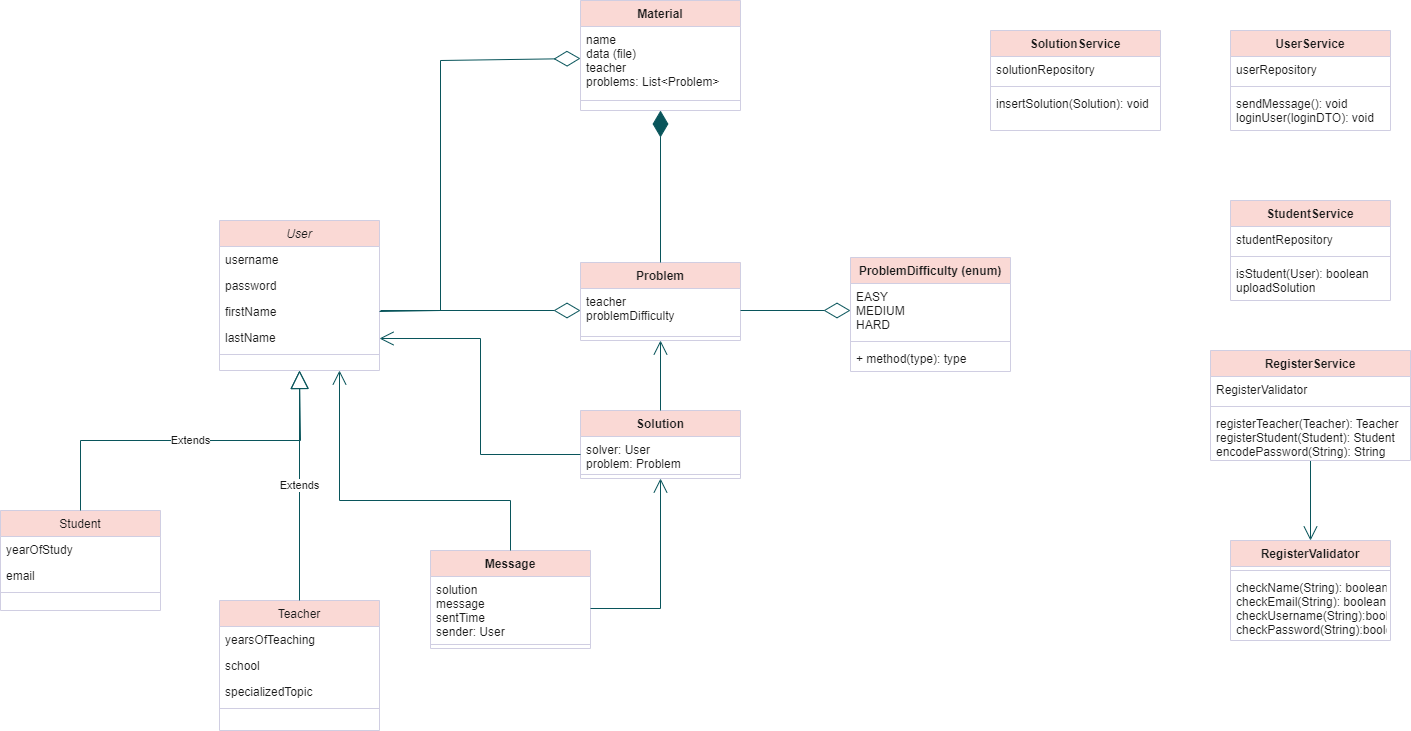 Material
name
data (file)
teacher
problems: List<Problem>
SolutionService
solutionRepository
insertSolution(Solution): void
UserService
userRepository
sendMessage(): void
loginUser(loginDTO): void
StudentService
studentRepository
isStudent(User): boolean
uploadSolution
User
username
password
firstName
lastName
Problem
teacher
problemDifficulty
ProblemDifficulty (enum)
EASY
MEDIUM
HARD
+ method(type): type
RegisterService
RegisterValidator
registerTeacher(Teacher): Teacher
registerStudent(Student): Student
encodePassword(String): String
Solution
solver: User
problem: Problem
Extends
Extends
Student
yearOfStudy
email
Message
solution
message
sentTime
sender: User
RegisterValidator
checkName(String): boolean
checkEmail(String): boolean
checkUsername(String):bool
checkPassword(String):bool
Teacher
yearsOfTeaching
school
specializedTopic